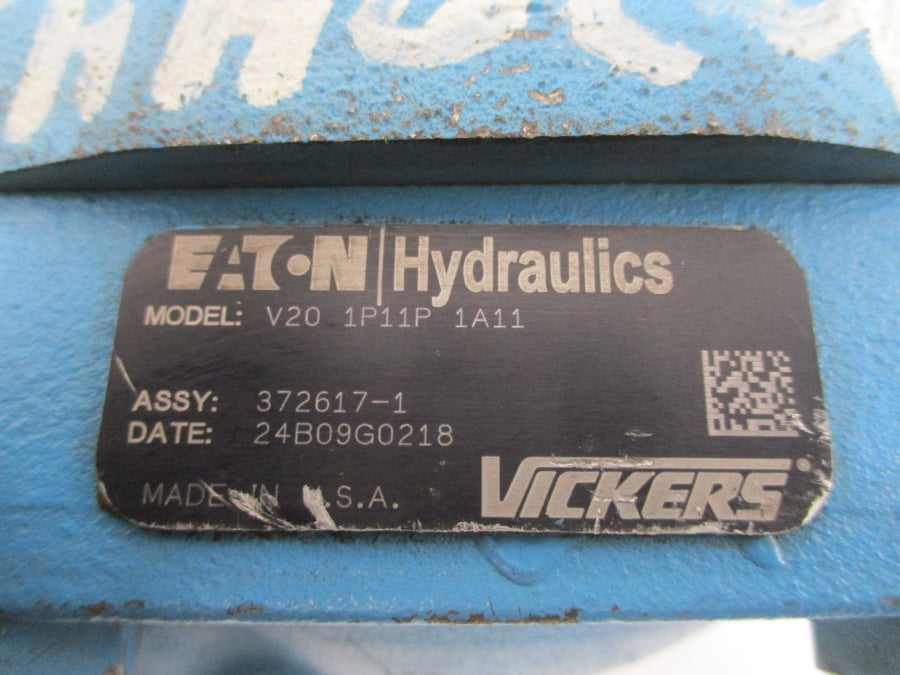 EATON Hydraulics
MODEL: V20 1P11P 1A11
ASSY: 372617-1
DATE: 24B09G0218
MADE IN U.S.A.
VICKERS®